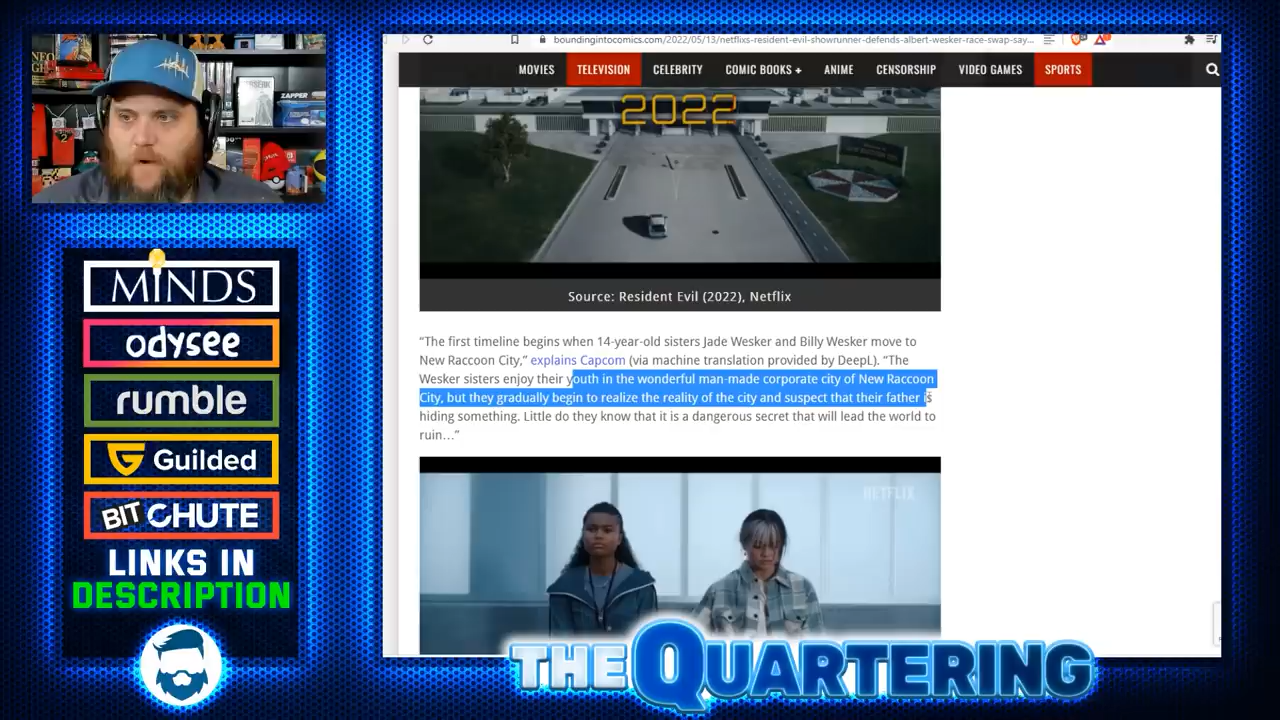 boundingintocomics.com/2022/05/13/netflixs-resident-evil-showrunner-defends-albert-wesker-race-swap-say...
MOVIES TELEVISION CELEBRITY COMIC BOOKS + ANIME CENSORSHIP VIDEO GAMES SPORTS
2022
Source: Resident Evil (2022), Netflix
“The first timeline begins when 14-year-old sisters Jade Wesker and Billy Wesker move to
New Raccoon City,” explains Capcom (via machine translation provided by DeepL). “The
Wesker sisters enjoy their youth in the wonderful man-made corporate city of New Raccoon
City, but they gradually begin to realize the reality of the city and suspect that their father is
hiding something. Little do they know that it is a dangerous secret that will lead the world to
ruin…”
NETFLIX
ZAPPER
MINDS
odysee
rumble
Guilded
BIT CHUTE
LINKS IN
DESCRIPTION
THE QUARTERING